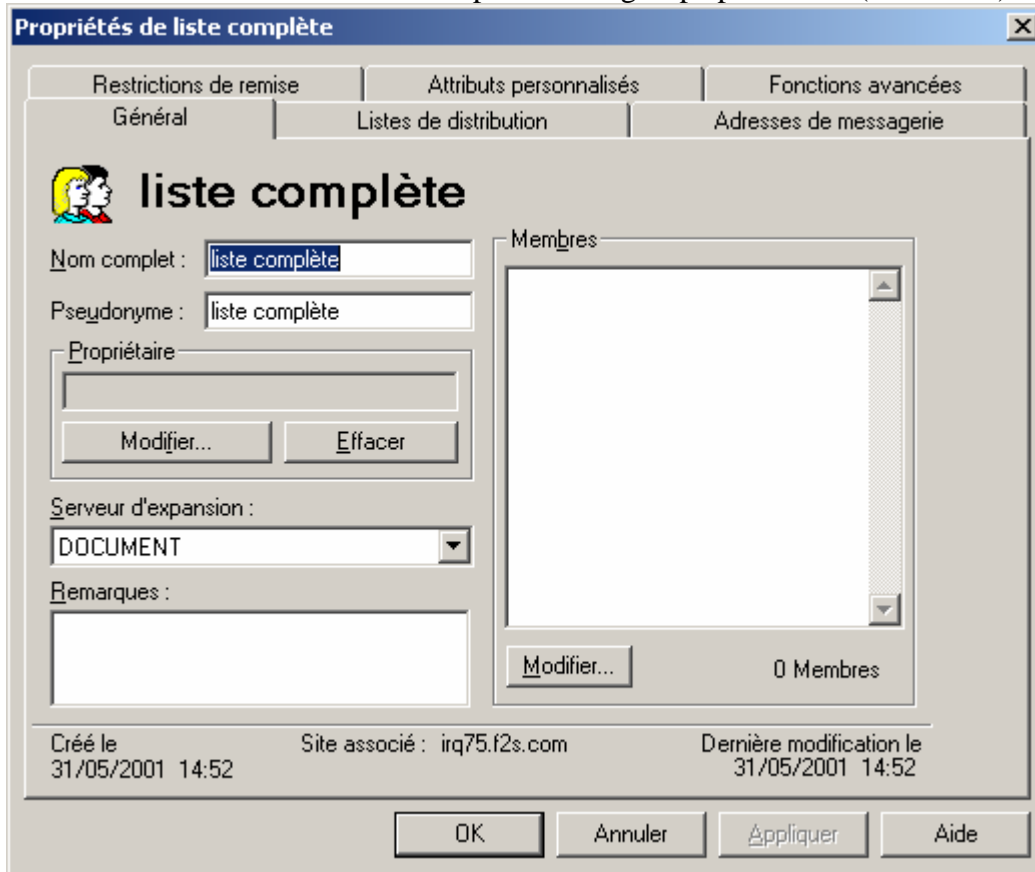 Propriétés de liste complète
Restrictions de remise
Attributs personnalisés
Fonctions avancées
Général
Listes de distribution
Adresses de messagerie
liste complète
Nom complet :
liste complète
Pseudonyme :
liste complète
Propriétaire
Modifier...
Effacer
Serveur d'expansion :
DOCUMENT
Remarques :
Membres
Modifier...
0 Membres
Créé le
31/05/2001 14:52
Site associé : irq75.f2s.com
Dernière modification le
31/05/2001 14:52
OK
Annuler
Appliquer
Aide